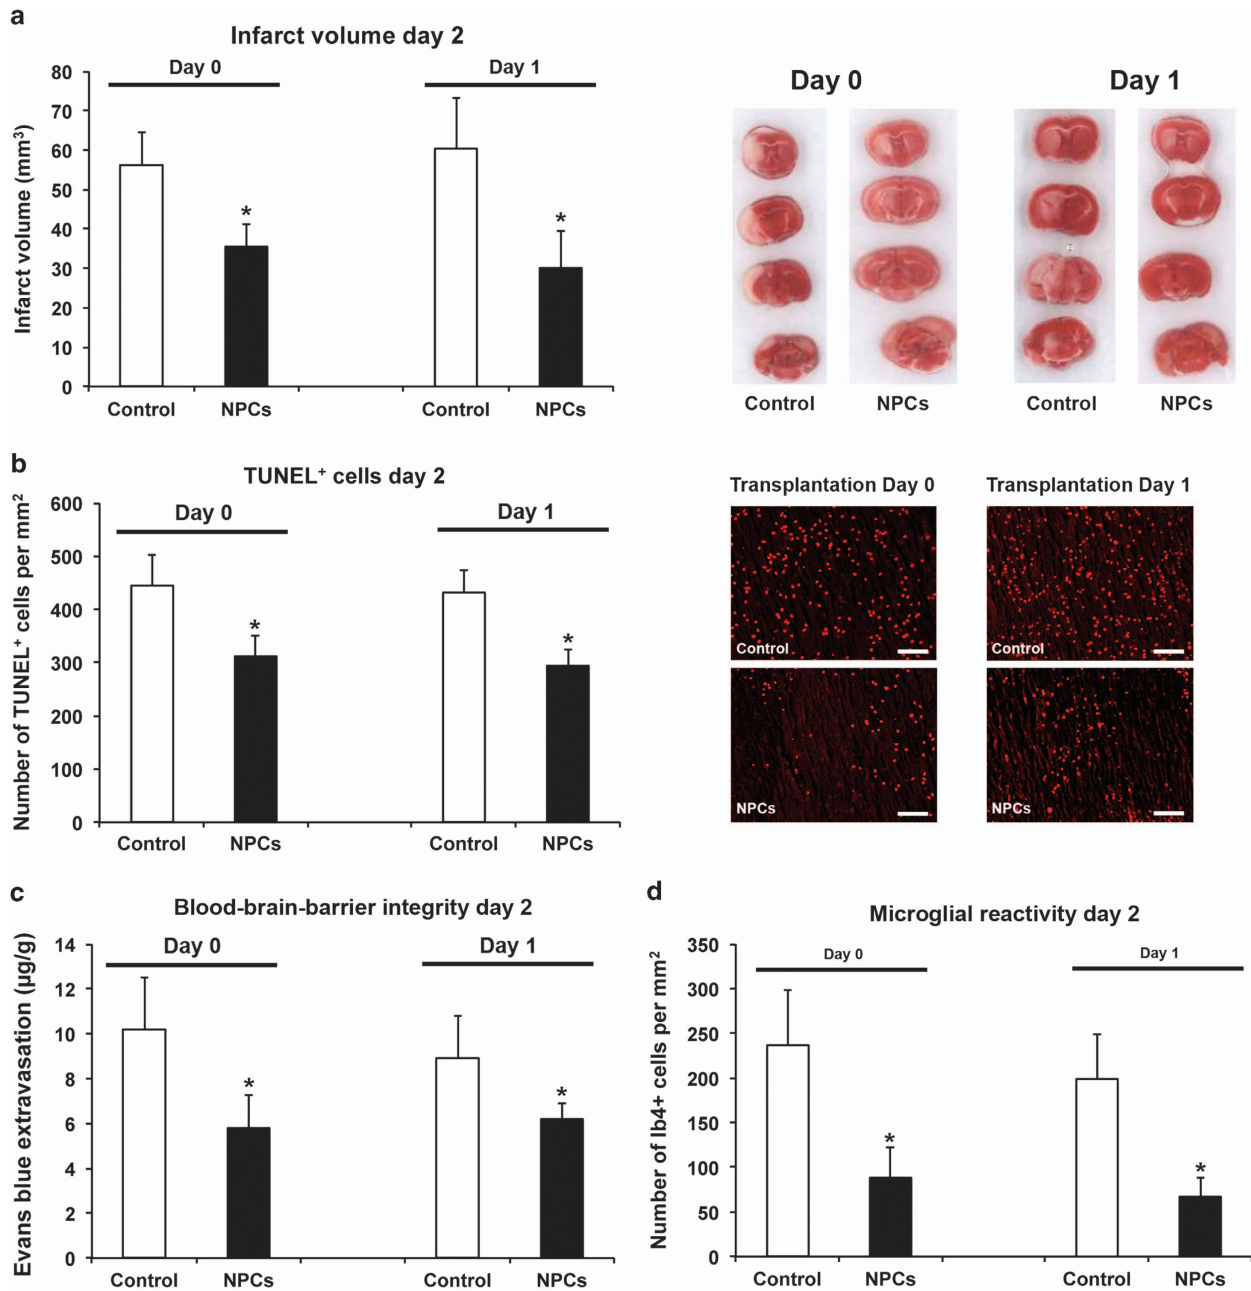 a
Infarct volume day 2
Day 0
Day 1
Infarct volume (mm³)
80
70
60
50
40
30
20
10
0
*
*
Control
NPCs
Control
NPCs
Day 0
Day 1
Control
NPCs
Control
NPCs
b
TUNEL⁺ cells day 2
Day 0
Day 1
Number of TUNEL⁺ cells per mm²
600
500
400
300
200
100
0
*
*
Control
NPCs
Control
NPCs
Transplantation Day 0
Transplantation Day 1
Control
Control
NPCs
NPCs
c
Blood-brain-barrier integrity day 2
Day 0
Day 1
Evans blue extravasation (µg/g)
14
12
10
8
6
4
2
0
*
*
Control
NPCs
Control
NPCs
d
Microglial reactivity day 2
Day 0
Day 1
Number of Ib4+ cells per mm²
350
300
250
200
150
100
50
0
*
*
Control
NPCs
Control
NPCs